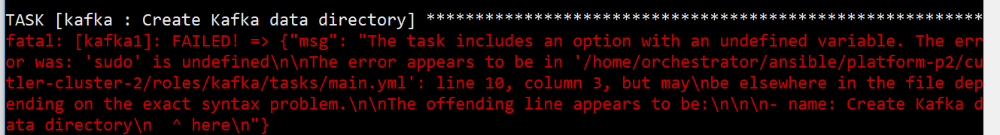 TASK [kafka : Create Kafka data directory] *********************************************************
fatal: [kafka1]: FAILED! => {"msg": "The task includes an option with an undefined variable. The err
or was: 'sudo' is undefined\n\nThe error appears to be in '/home/orchestrator/ansible/platform-p2/cu
tler-cluster-2/roles/kafka/tasks/main.yml': line 10, column 3, but may\nbe elsewhere in the file dep
ending on the exact syntax problem.\n\nThe offending line appears to be:\n\n\n- name: Create Kafka d
ata directory\n  ^ here\n"}